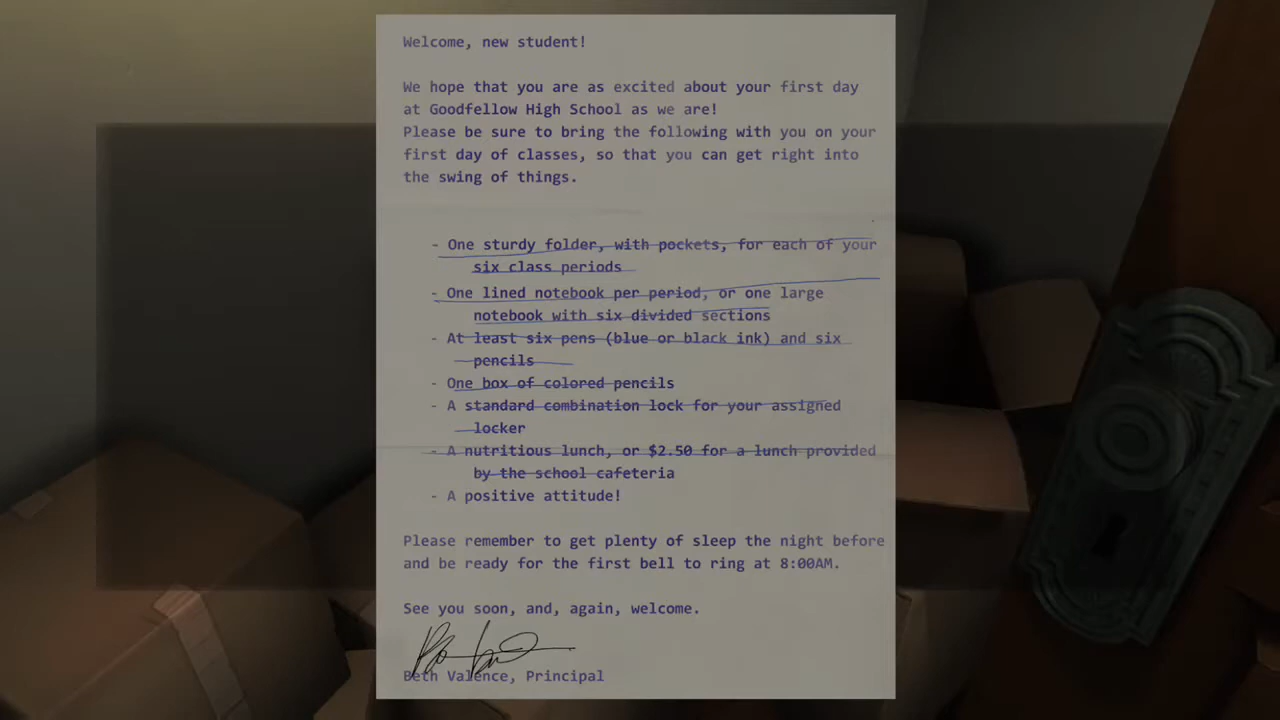 Welcome, new student!
We hope that you are as excited about your first day
at Goodfellow High School as we are!
Please be sure to bring the following with you on your
first day of classes, so that you can get right into
the swing of things.
- One sturdy folder, with pockets, for each of your
six class periods
- One lined notebook per period, or one large
notebook with six divided sections
- At least six pens (blue or black ink) and six
pencils
- One box of colored pencils
- A standard combination lock for your assigned
locker
- A nutritious lunch, or $2.50 for a lunch provided
by the school cafeteria
- A positive attitude!
Please remember to get plenty of sleep the night before
and be ready for the first bell to ring at 8:00AM.
See you soon, and, again, welcome.
Beth Valence, Principal